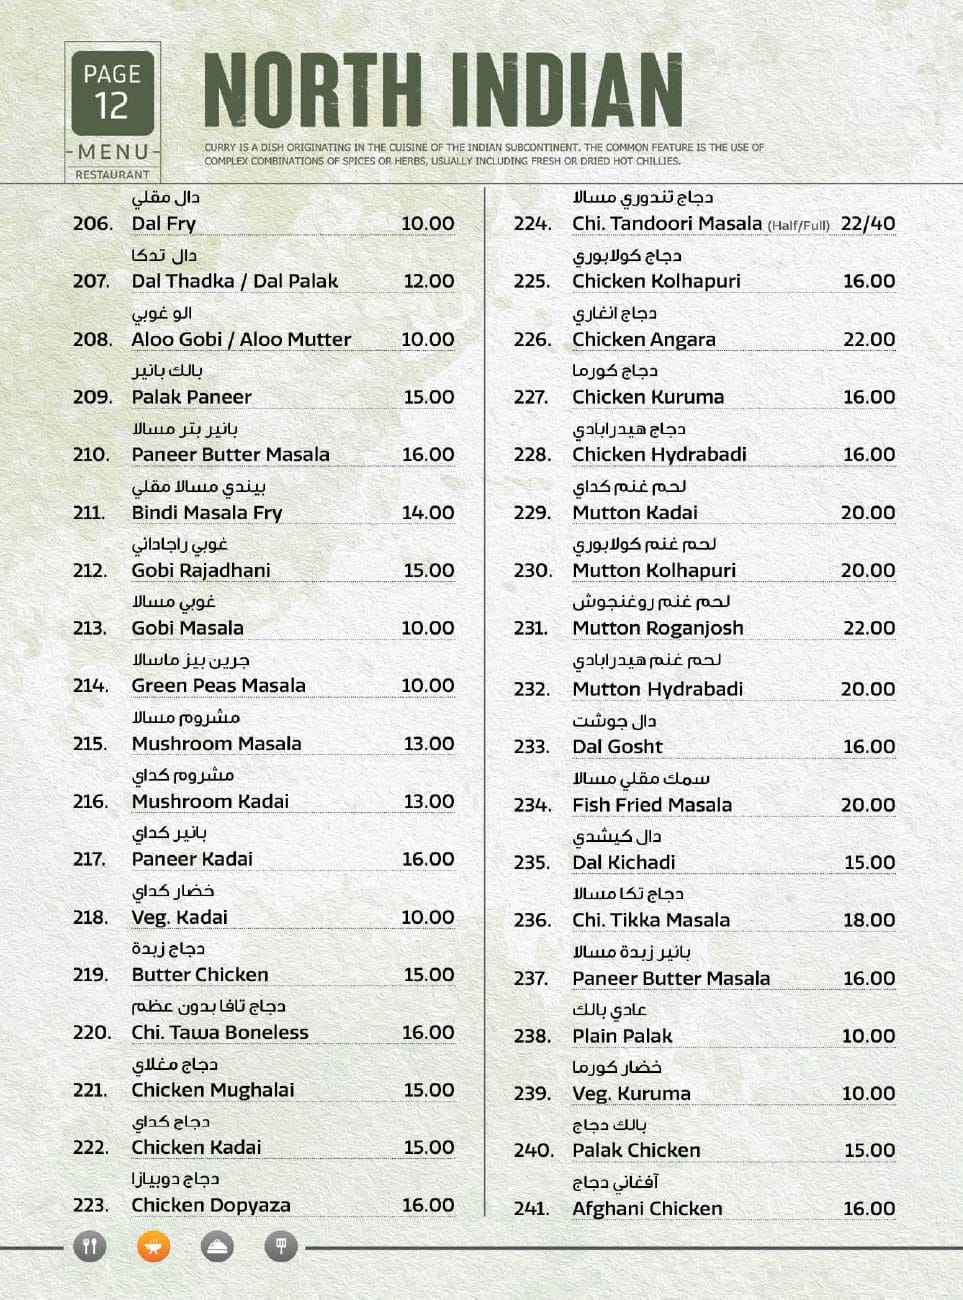 PAGE
12
MENU
RESTAURANT
NORTH INDIAN
CURRY IS A DISH ORIGINATING IN THE CUISINE OF THE INDIAN SUBCONTINENT. THE COMMON FEATURE IS THE USE OF
COMPLEX COMBINATIONS OF SPICES OR HERBS, USUALLY INCLUDING FRESH OR DRIED HOT CHILLIES.
دال مقلي
206. Dal Fry 10.00
دال تدكا
207. Dal Thadka / Dal Palak 12.00
الو غوبي
208. Aloo Gobi / Aloo Mutter 10.00
بالك بانير
209. Palak Paneer 15.00
بانير بتر مسالا
210. Paneer Butter Masala 16.00
بيندي مسالا مقلي
211. Bindi Masala Fry 14.00
غوبي راجاداني
212. Gobi Rajadhani 15.00
غوبي مسالا
213. Gobi Masala 10.00
جرين بيز ماسالا
214. Green Peas Masala 10.00
مشروم مسالا
215. Mushroom Masala 13.00
مشروم كداي
216. Mushroom Kadai 13.00
بانير كداي
217. Paneer Kadai 16.00
خضار كداي
218. Veg. Kadai 10.00
دجاج زبدة
219. Butter Chicken 15.00
دجاج تافا بدون عظم
220. Chi. Tawa Boneless 16.00
دجاج مغلاي
221. Chicken Mughalai 15.00
دجاج كداي
222. Chicken Kadai 15.00
دجاج دوبيازا
223. Chicken Dopyaza 16.00
دجاج تندوري مسالا
224. Chi. Tandoori Masala (Half/Full) 22/40
دجاج كولابوري
225. Chicken Kolhapuri 16.00
دجاج انغاري
226. Chicken Angara 22.00
دجاج كورما
227. Chicken Kuruma 16.00
دجاج هيدرابادي
228. Chicken Hydrabadi 16.00
لحم غنم كداي
229. Mutton Kadai 20.00
لحم غنم كولابوري
230. Mutton Kolhapuri 20.00
لحم غنم روغنجوش
231. Mutton Roganjosh 22.00
لحم غنم هيدرابادي
232. Mutton Hydrabadi 20.00
دال جوشت
233. Dal Gosht 16.00
سمك مقلي مسالا
234. Fish Fried Masala 20.00
دال كيشدي
235. Dal Kichadi 15.00
دجاج تكا مسالا
236. Chi. Tikka Masala 18.00
بانير زبدة مسالا
237. Paneer Butter Masala 16.00
عادي بالك
238. Plain Palak 10.00
خضار كورما
239. Veg. Kuruma 10.00
بالك دجاج
240. Palak Chicken 15.00
آفغاني دجاج
241. Afghani Chicken 16.00